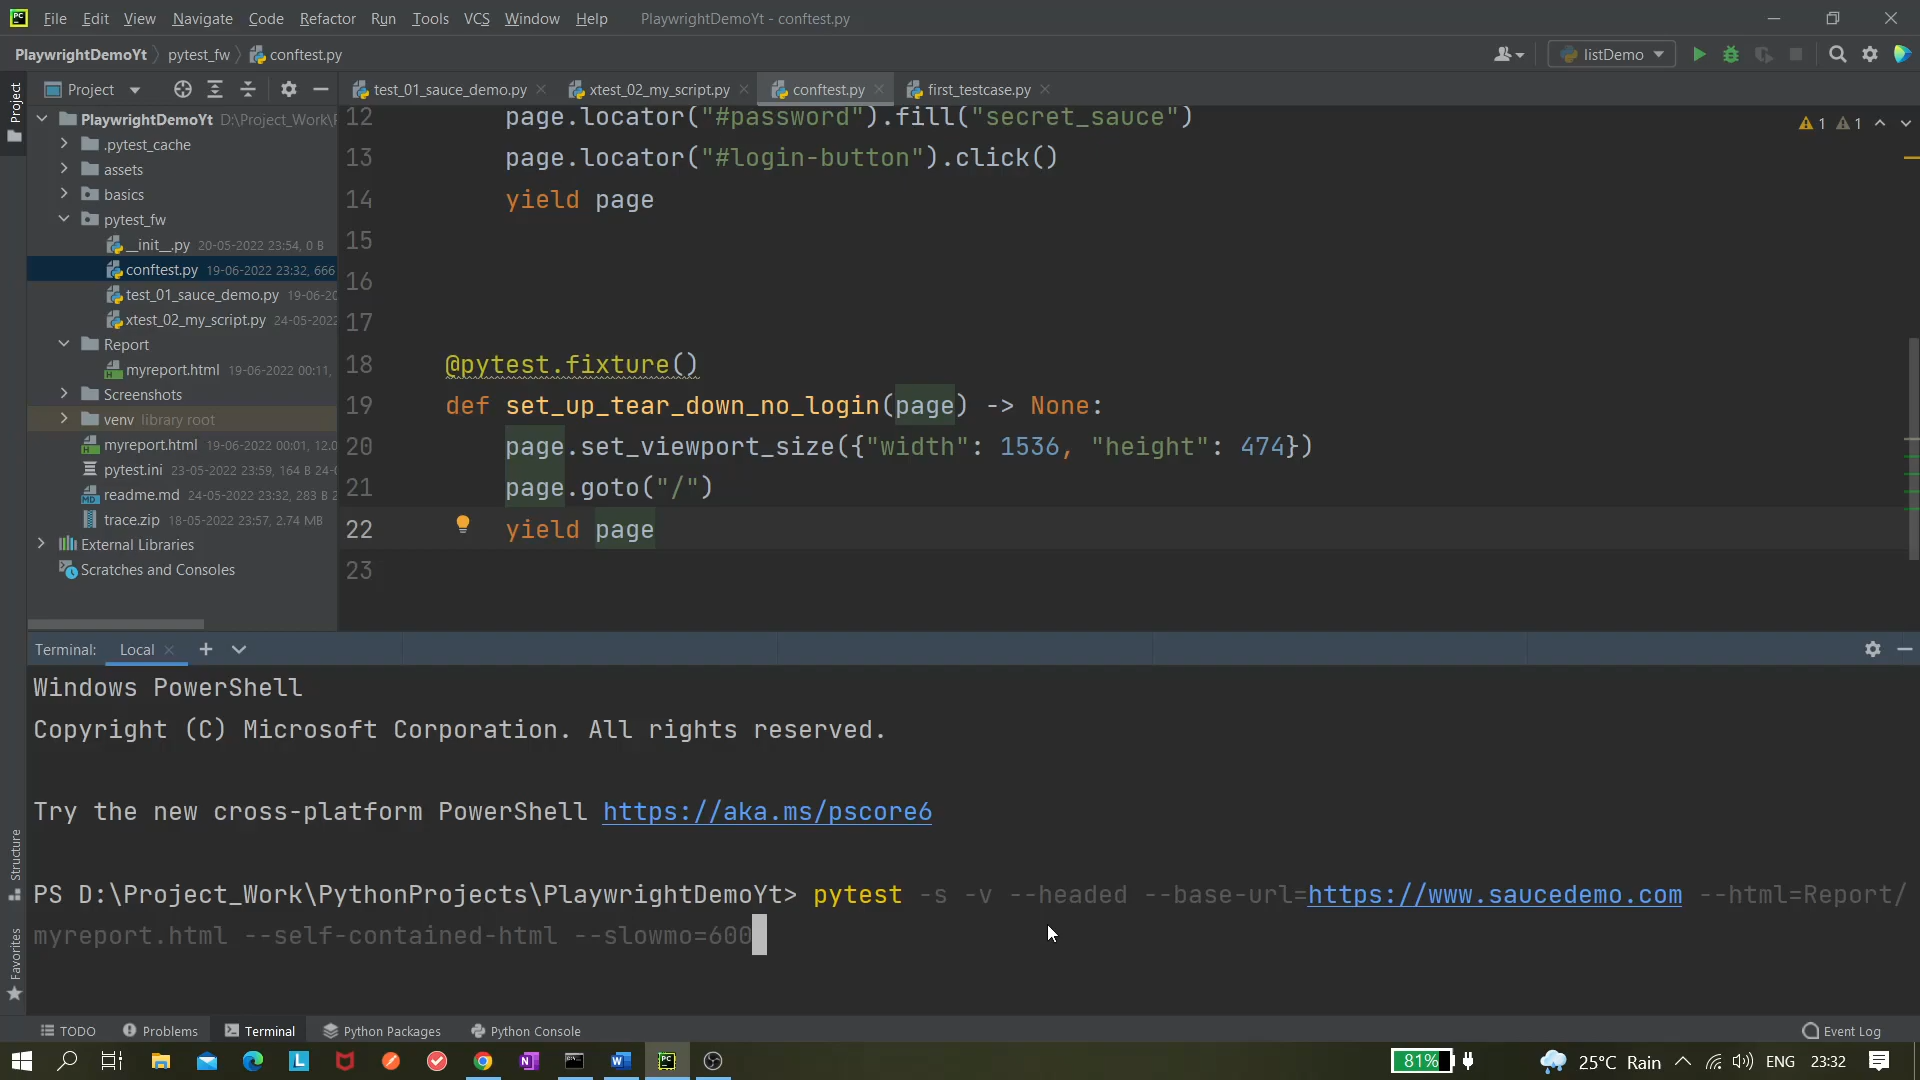 File Edit View Navigate Code Refactor Run Tools VCS Window Help PlaywrightDemoYt - conftest.py
PlaywrightDemoYt pytest_fw conftest.py listDemo
Project
Project
test_01_sauce_demo.py xtest_02_my_script.py conftest.py first_testcase.py
PlaywrightDemoYt D:\Project_Work\
.pytest_cache
assets
basics
pytest_fw
__init__.py 20-05-2022 23:54, 0 B
conftest.py 19-06-2022 23:32, 666
test_01_sauce_demo.py 19-06-20
xtest_02_my_script.py 24-05-2022
Report
myreport.html 19-06-2022 00:11,
Screenshots
venv library root
myreport.html 19-06-2022 00:01, 12.0
pytest.ini 23-05-2022 23:59, 164 B 24-0
readme.md 24-05-2022 23:32, 283 B 2
trace.zip 18-05-2022 23:57, 2.74 MB
External Libraries
Scratches and Consoles
12 page.locator("#password").fill("secret_sauce")
1 1
13 page.locator("#login-button").click()
14 yield page
15
16
17
18 @pytest.fixture()
19 def set_up_tear_down_no_login(page) -> None:
20 page.set_viewport_size({"width": 1536, "height": 474})
21 page.goto("/")
22 yield page
23
Terminal: Local
Windows PowerShell
Copyright (C) Microsoft Corporation. All rights reserved.
Try the new cross-platform PowerShell https://aka.ms/pscore6
PS D:\Project_Work\PythonProjects\PlaywrightDemoYt> pytest -s -v --headed --base-url=https://www.saucedemo.com --html=Report/
myreport.html --self-contained-html --slowmo=600
Structure
Favorites
TODO Problems Terminal Python Packages Python Console Event Log
81% 25°C Rain ENG 23:32